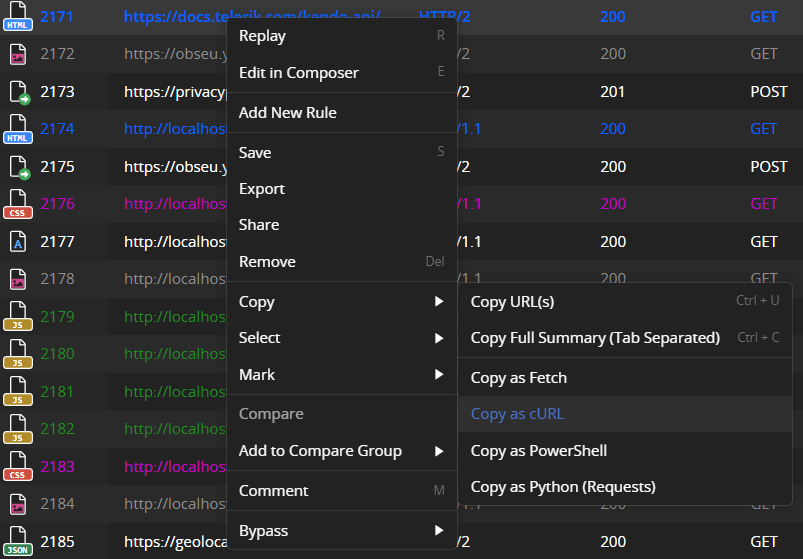 HTML 2171 https://docs.telerik.com/kendo-api/ HTTP/2 200 GET
2172 https://obseu.y /2 200 GET
2173 https://privacyp /2 201 POST
HTML 2174 http://localhos /1.1 200 GET
2175 https://obseu.y /2 200 POST
CSS 2176 http://localhos /1.1 200 GET
A 2177 http://localhos /1.1 200 GET
2178 http://localhos /1.1 200 GET
JS 2179 http://localhos
JS 2180 http://localhos
JS 2181 http://localhos
JS 2182 http://localhos
CSS 2183 http://localhos
2184 http://localhos /1.1 200 GET
JSON 2185 https://geoloca /2 200 GET
Replay R
Edit in Composer E
Add New Rule
Save S
Export
Share
Remove Del
Copy
Select
Mark
Compare
Add to Compare Group
Comment M
Bypass
Copy URL(s) Ctrl + U
Copy Full Summary (Tab Separated) Ctrl + C
Copy as Fetch
Copy as cURL
Copy as PowerShell
Copy as Python (Requests)